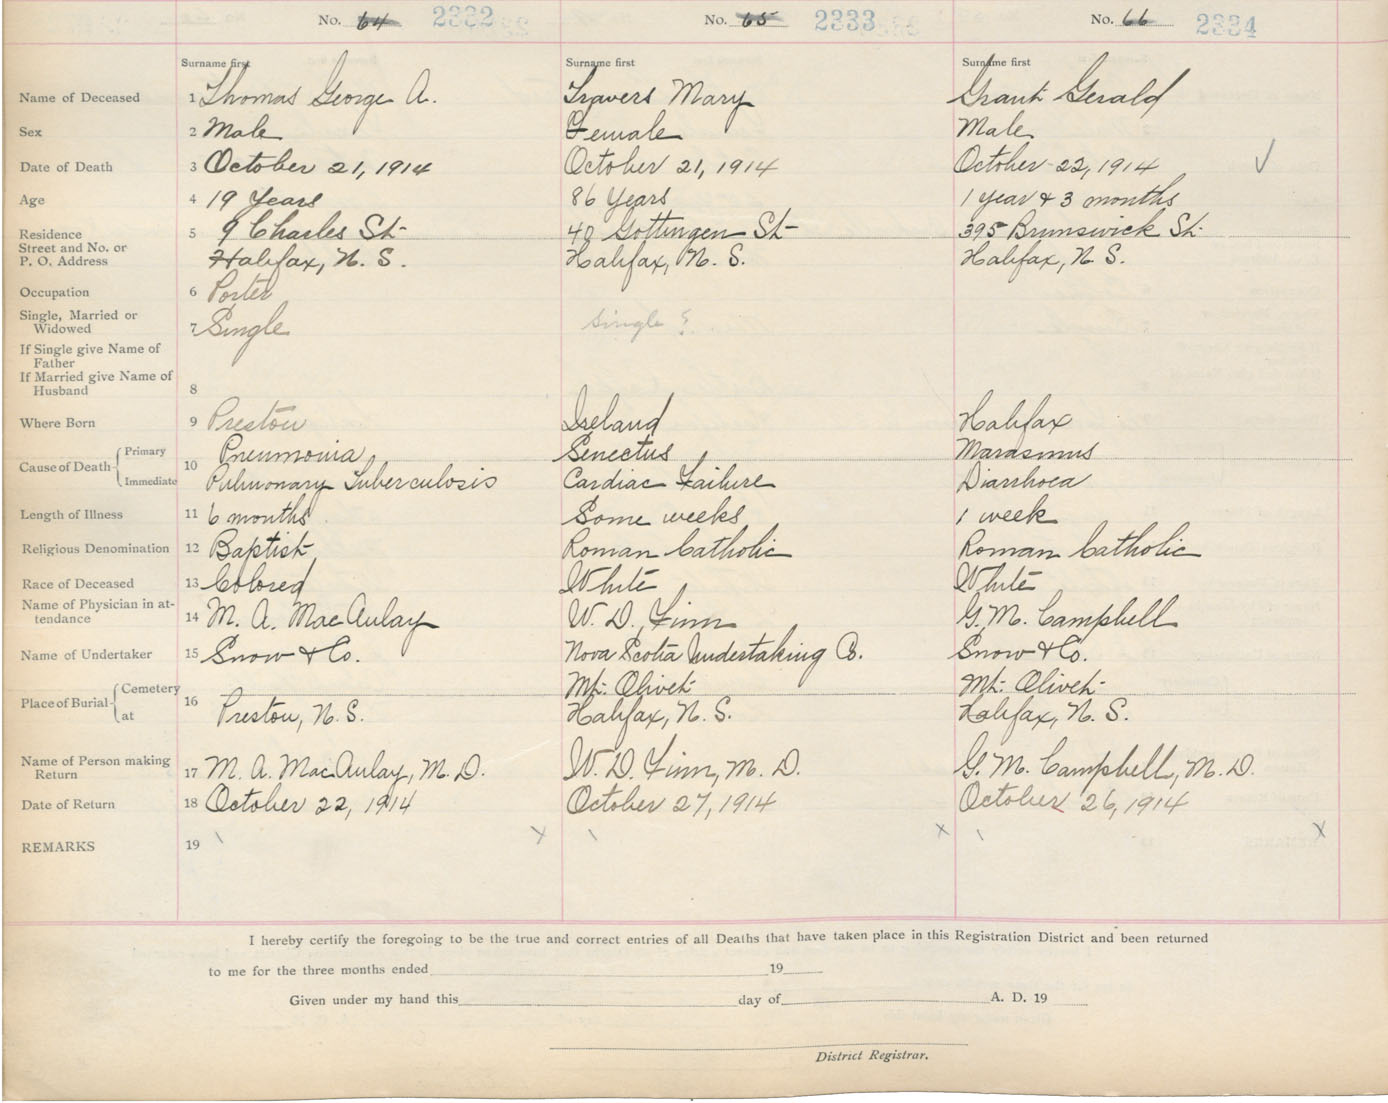 No. 64 2332 No. 65 2333 No. 66 2334
Surname first Surname first Surname first
Name of Deceased 1 Thomas George A. Travers Mary Grant Gerald
Sex 2 Male Female Male
Date of Death 3 October 21, 1914 October 21, 1914 October 22, 1914
Age 4 19 Years 86 Years 1 year & 3 months
Residence 5 9 Charles St. 40 Gottingen St. 395 Brunswick St.
Street and No. or
P. O. Address Halifax, N. S. Halifax, N. S. Halifax, N S.
Occupation 6 Porter
Single, Married or
Widowed 7 Single Single ?
If Single give Name of
Father
If Married give Name of
Husband 8
Where Born 9 Preston Ireland Halifax
Cause of Death Primary 10 Pneumonia Senectus Marasmus
Immediate Pulmonary Tuberculosis Cardiac Failure Diarrhoea
Length of Illness 11 6 months Some weeks 1 week
Religious Denomination 12 Baptist Roman Catholic Roman Catholic
Race of Deceased 13 Colored White White
Name of Physician in at-
tendance 14 M. A. MacAulay W. D. Finn G. M. Campbell
Name of Undertaker 15 Snow & Co. Nova Scotia Undertaking Co. Snow & Co.
Place of Burial Cemetery 16 Mt. Olivet Mt. Olivet
at Preston, N. S. Halifax, N. S. Halifax, N. S.
Name of Person making
Return 17 M. A. MacAulay, M. D. W. D. Finn, M. D. G. M. Campbell, M. D.
Date of Return 18 October 22, 1914 October 27, 1914 October 26, 1914
REMARKS 19
I hereby certify the foregoing to be the true and correct entries of all Deaths that have taken place in this Registration District and been returned
to me for the three months ended 19
Given under my hand this day of A. D. 19
District Registrar.